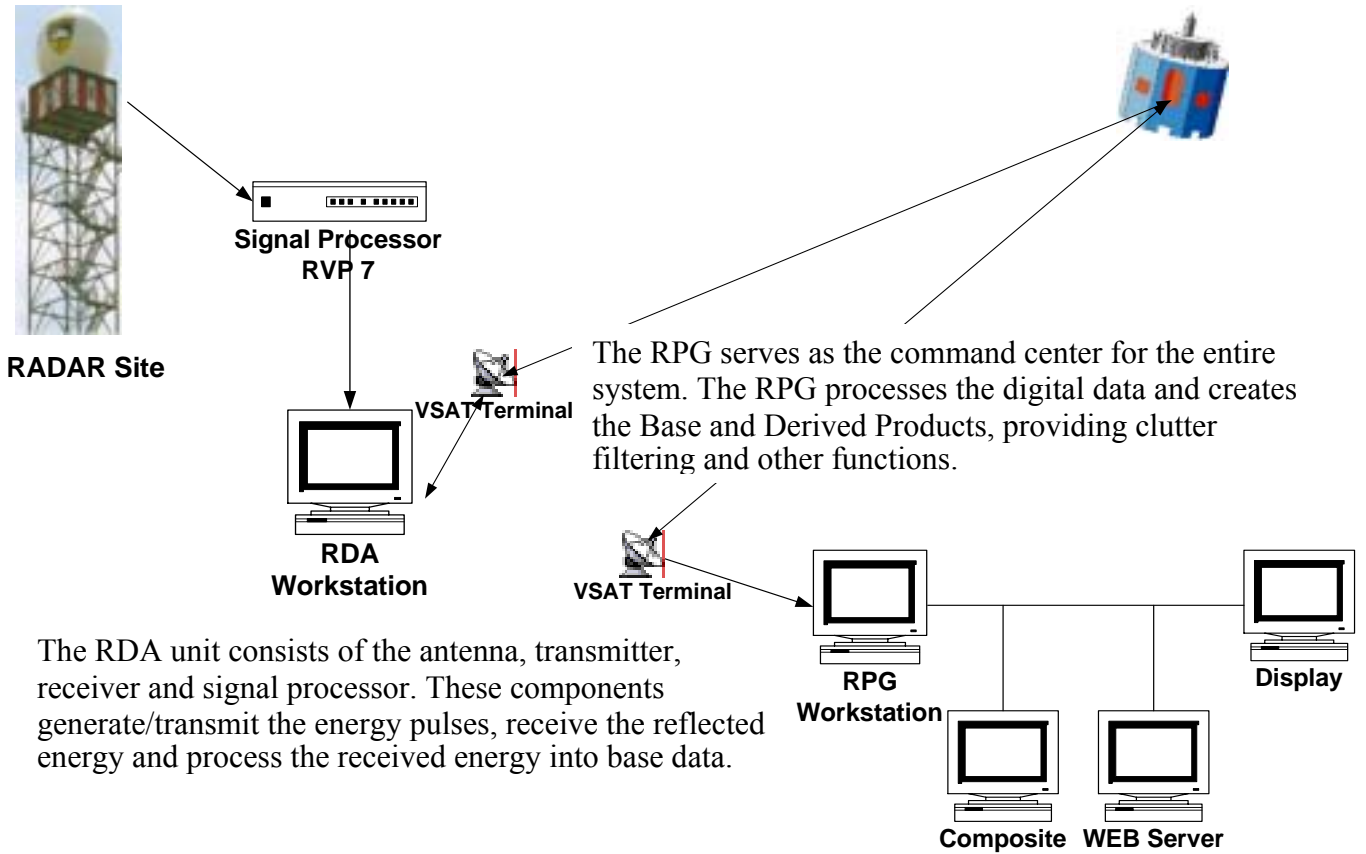 Signal Processor
RVP 7
RADAR Site
VSAT Terminal
The RPG serves as the command center for the entire
system. The RPG processes the digital data and creates
the Base and Derived Products, providing clutter
filtering and other functions.
RDA
Workstation
VSAT Terminal
The RDA unit consists of the antenna, transmitter,
receiver and signal processor. These components
generate/transmit the energy pulses, receive the reflected
energy and process the received energy into base data.
RPG
Workstation
Display
Composite
WEB Server